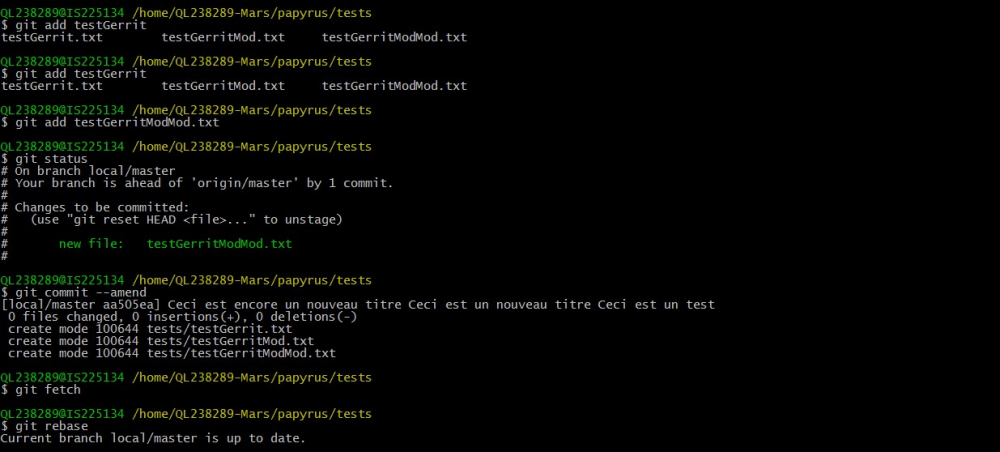 QL238289@IS225134 /home/QL238289-Mars/papyrus/tests
$ git add testGerrit
testGerrit.txt        testGerritMod.txt     testGerritModMod.txt
QL238289@IS225134 /home/QL238289-Mars/papyrus/tests
$ git add testGerrit
testGerrit.txt        testGerritMod.txt     testGerritModMod.txt
QL238289@IS225134 /home/QL238289-Mars/papyrus/tests
$ git add testGerritModMod.txt
QL238289@IS225134 /home/QL238289-Mars/papyrus/tests
$ git status
# On branch local/master
# Your branch is ahead of 'origin/master' by 1 commit.
#
# Changes to be committed:
#   (use "git reset HEAD <file>..." to unstage)
#
#       new file:   testGerritModMod.txt
#
QL238289@IS225134 /home/QL238289-Mars/papyrus/tests
$ git commit --amend
[local/master aa505ea] Ceci est encore un nouveau titre Ceci est un nouveau titre Ceci est un test
 0 files changed, 0 insertions(+), 0 deletions(-)
 create mode 100644 tests/testGerrit.txt
 create mode 100644 tests/testGerritMod.txt
 create mode 100644 tests/testGerritModMod.txt
QL238289@IS225134 /home/QL238289-Mars/papyrus/tests
$ git fetch
QL238289@IS225134 /home/QL238289-Mars/papyrus/tests
$ git rebase
Current branch local/master is up to date.